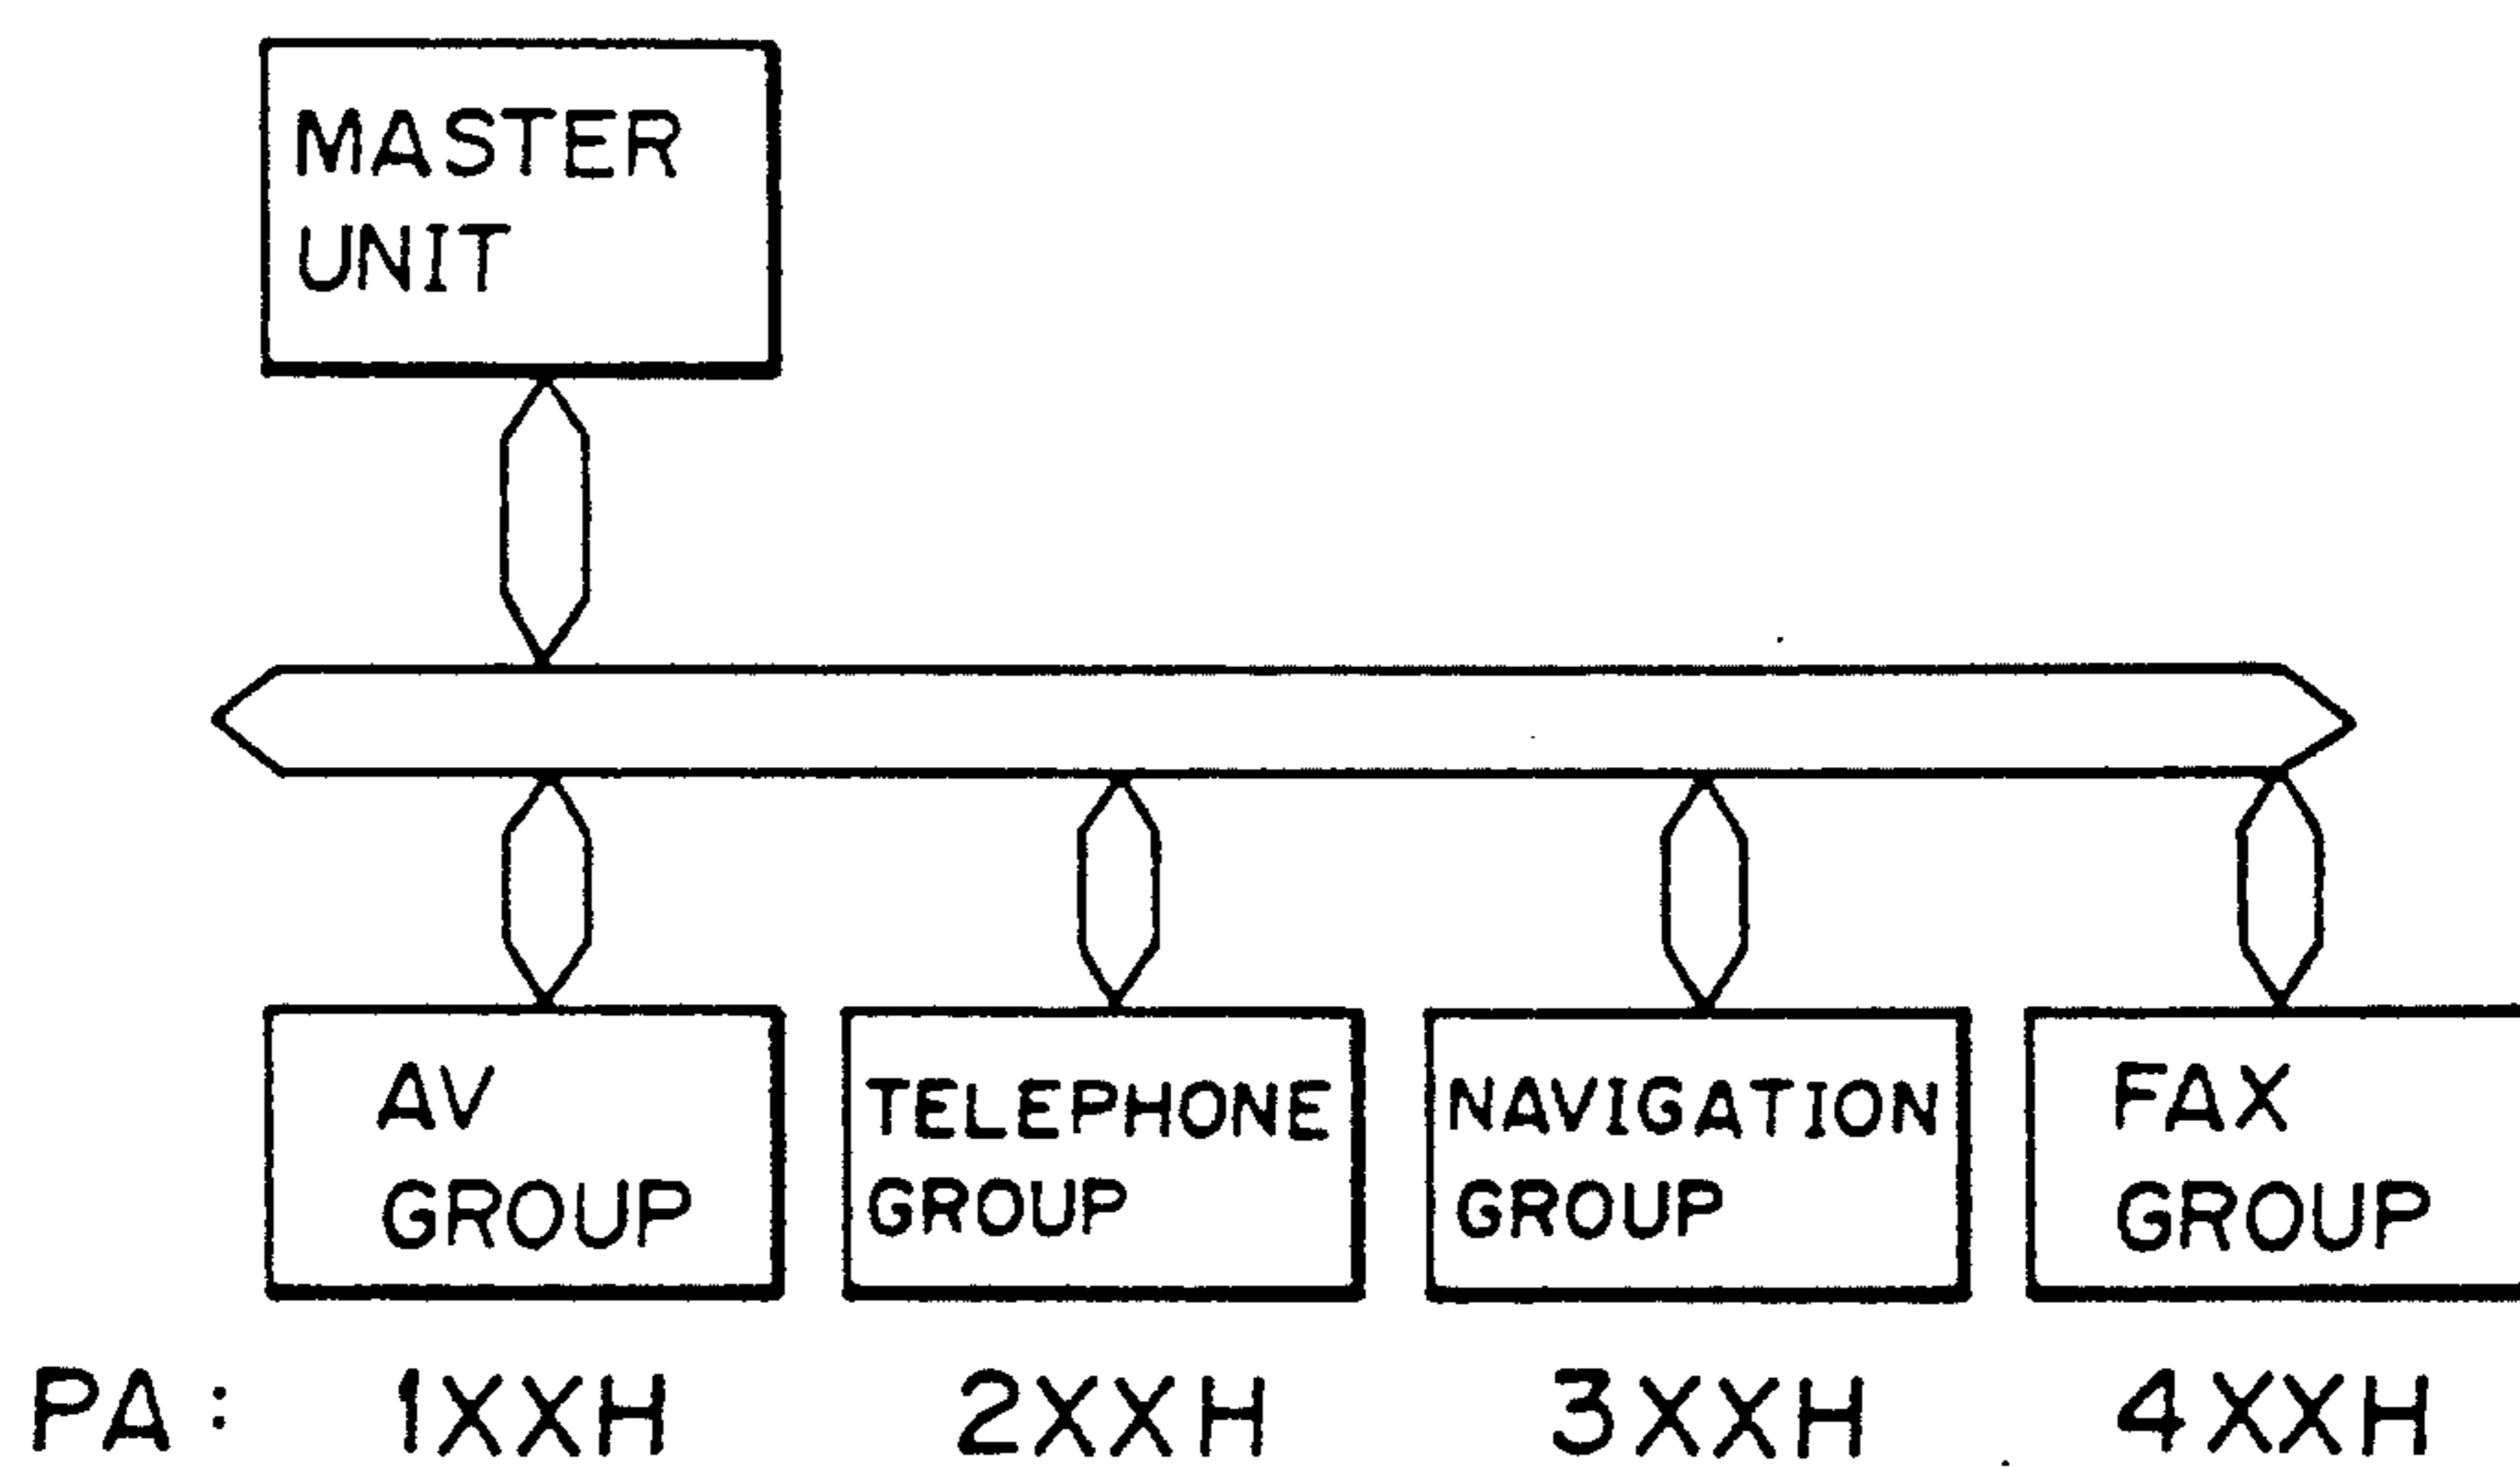 MASTER
UNIT
AV
GROUP
TELEPHONE
GROUP
NAVIGATION
GROUP
FAX
GROUP
PA: 1XXH 2XXH 3XXH 4XXH